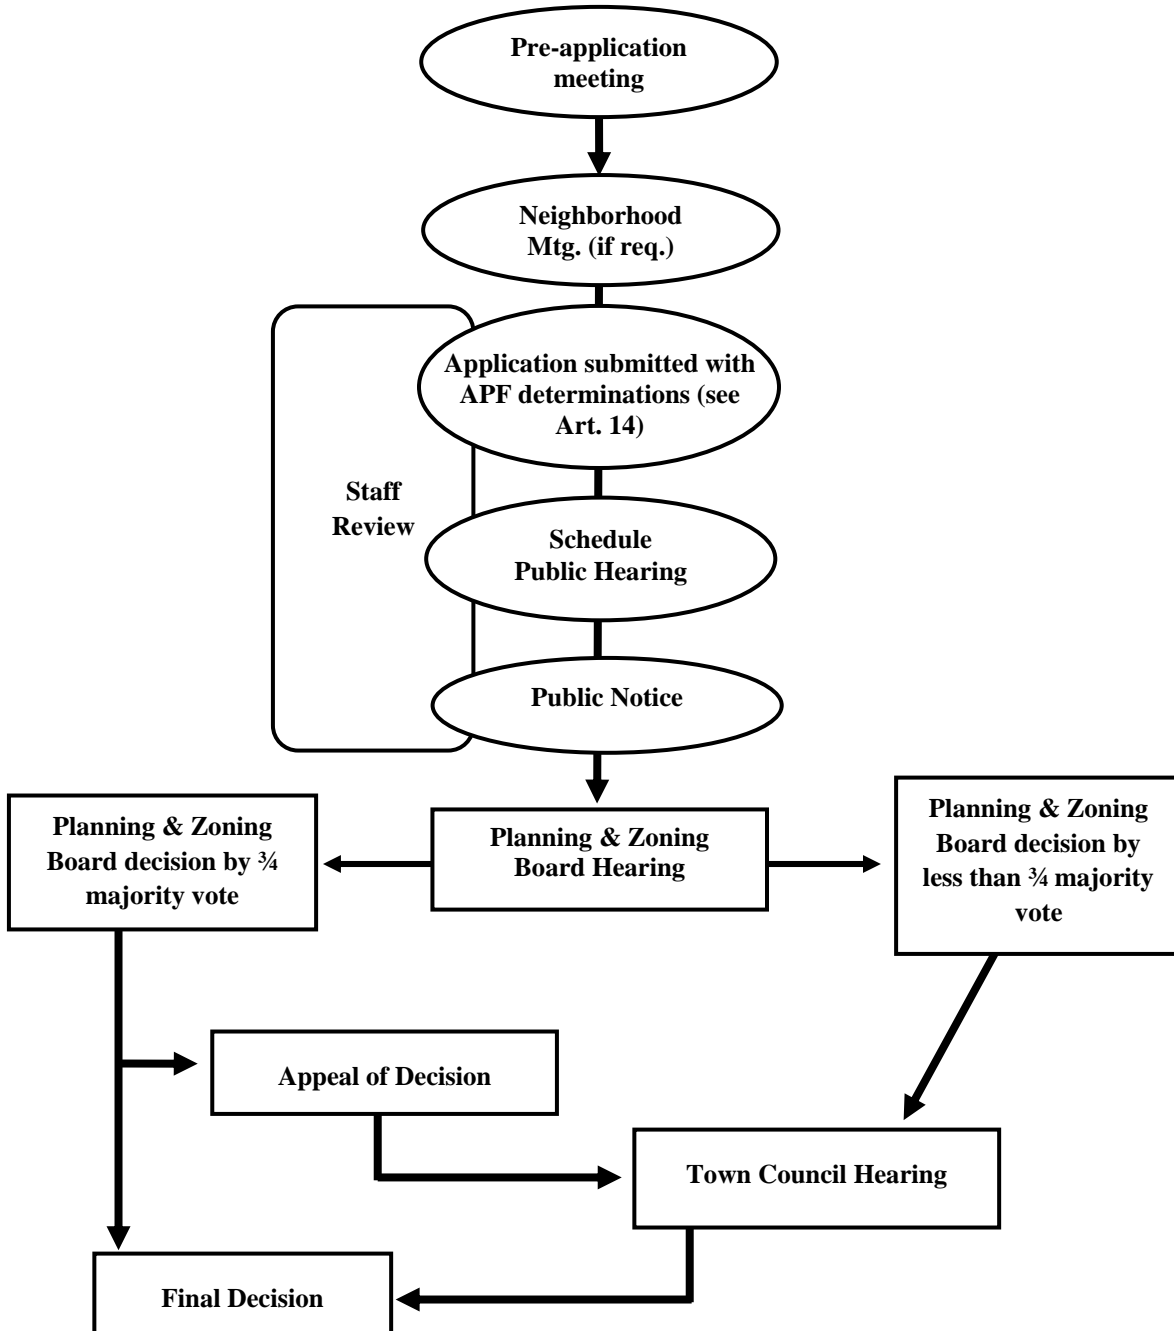 Pre-application
meeting
Neighborhood
Mtg. (if req.)
Application submitted with
APF determinations (see
Art. 14)
Staff
Review
Schedule
Public Hearing
Public Notice
Planning & Zoning
Board decision by ¾
majority vote
Planning & Zoning
Board Hearing
Planning & Zoning
Board decision by
less than ¾ majority
vote
Appeal of Decision
Town Council Hearing
Final Decision